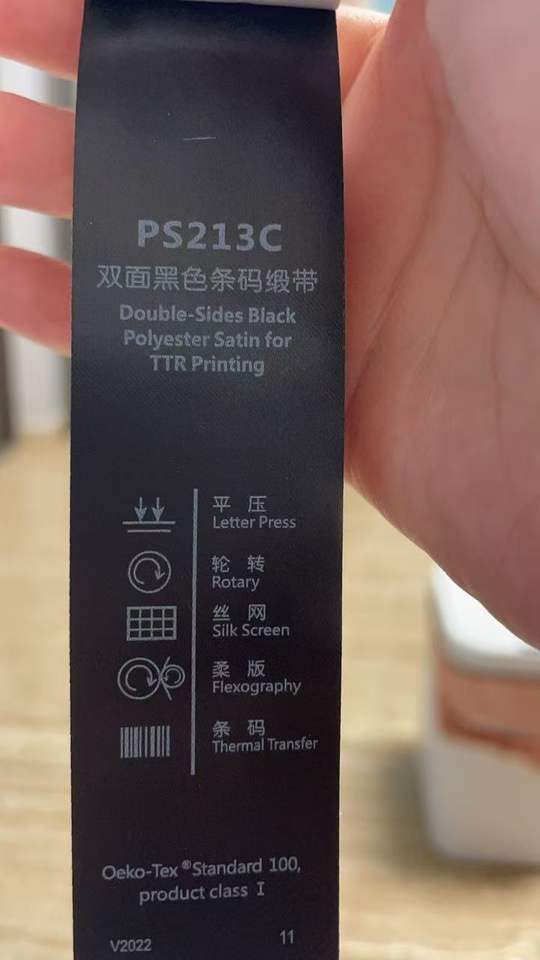 PS213C
双面黑色条码缎带
Double-Sides Black
Polyester Satin for
TTR Printing
平 压
Letter Press
轮 转
Rotary
丝 网
Silk Screen
柔 版
Flexography
条 码
Thermal Transfer
Oeko-Tex®Standard 100,
product class I
V2022 11